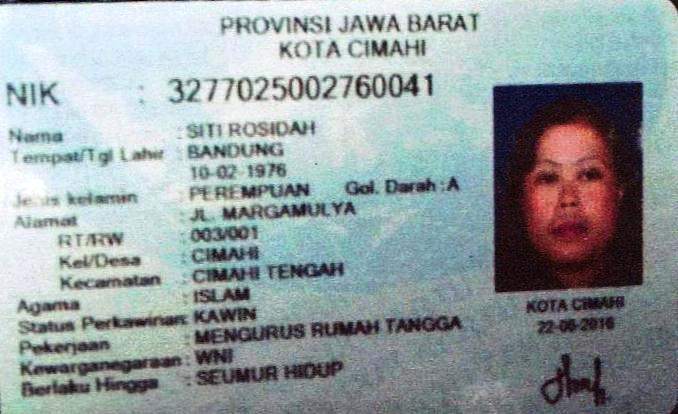 PROVINSI JAWA BARAT
KOTA CIMAHI
NIK : 3277025002760041
Nama : SITI ROSIDAH
Tempat/Tgl Lahir : BANDUNG
10-02-1976
Jenis kelamin : PEREMPUAN Gol. Darah : A
Alamat : JL. MARGAMULYA
RT/RW : 003/001
Kel/Desa : CIMAHI
Kecamatan : CIMAHI TENGAH
Agama : ISLAM
Status Perkawinan: KAWIN
Pekerjaan : MENGURUS RUMAH TANGGA
Kewarganegaraan : WNI
Berlaku Hingga : SEUMUR HIDUP
KOTA CIMAHI
22-06-2016